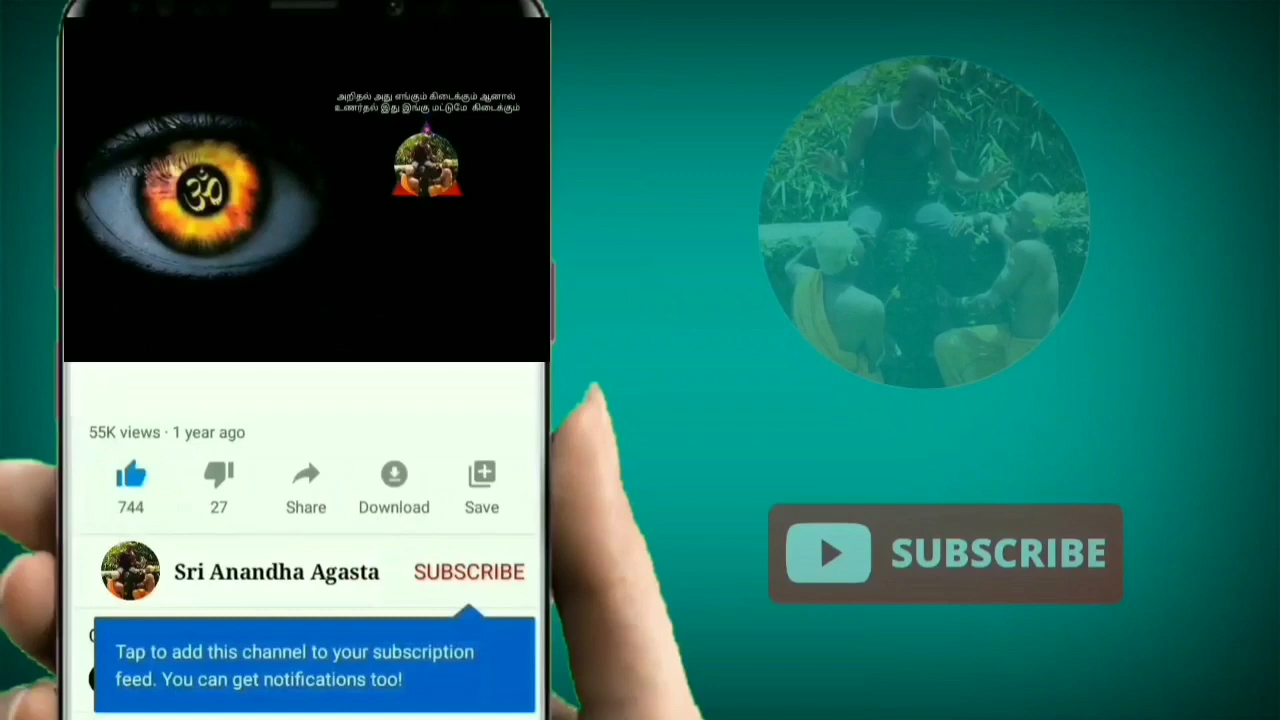 அறிதல் அது எங்கும் கிடைக்கும் ஆனால்
உணர்தல் இது இங்கு மட்டுமே கிடைக்கும்
ॐ
55K views · 1 year ago
744
27
Share
Download
Save
Sri Anandha Agasta
SUBSCRIBE
Tap to add this channel to your subscription
feed. You can get notifications too!
SUBSCRIBE